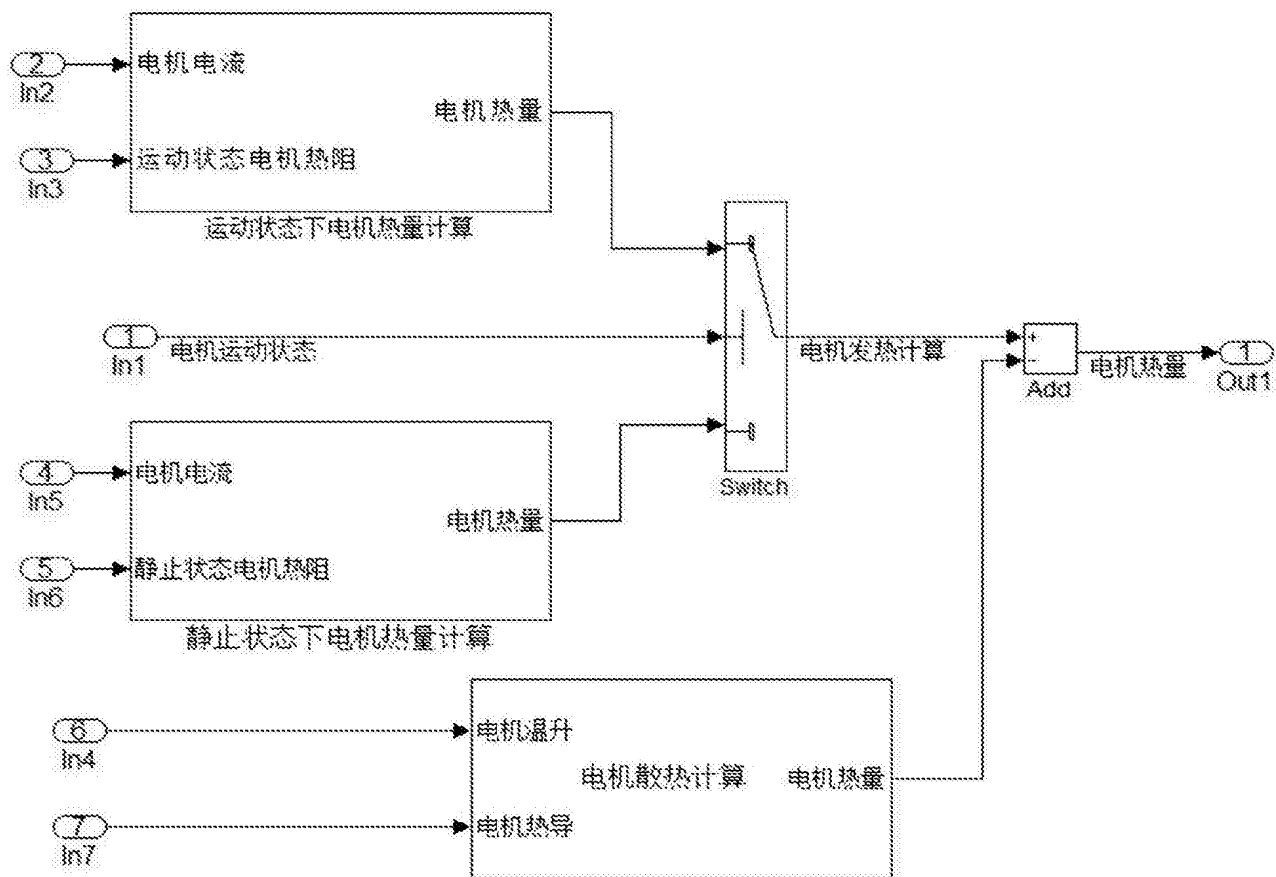 2
In2
电机电流
电机热量
3
In3
运动状态电机热阻
运动状态下电机热量计算
1
In1
电机运动状态
电机发热计算
+
-
Add
电机热量
1
Out1
Switch
4
In5
电机电流
电机热量
5
In6
静止状态电机热阻
静止状态下电机热量计算
6
In4
电机温升
电机散热计算
电机热量
7
In7
电机热导